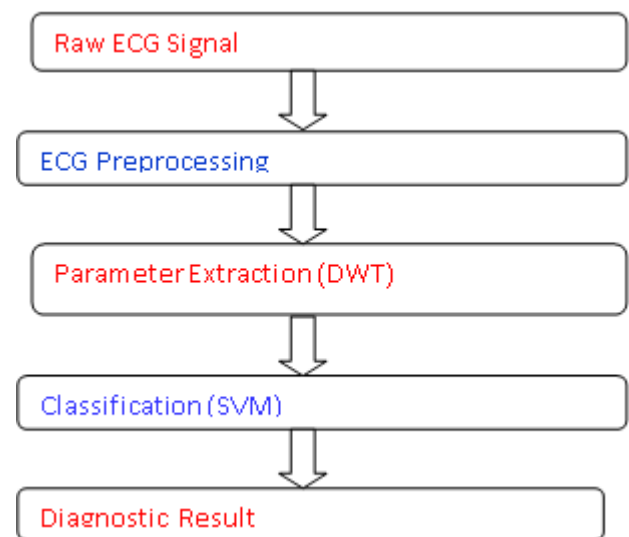 Raw ECG Signal
ECG Preprocessing
Parameter Extraction (DWT)
Classification (SVM)
Diagnostic Result